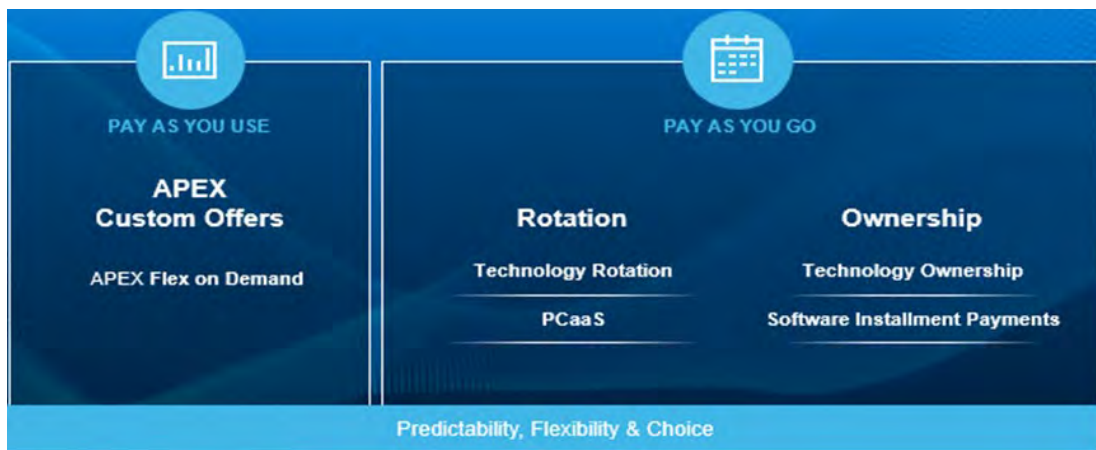 PAY AS YOU USE
APEX
Custom Offers
APEX Flex on Demand
PAY AS YOU GO
Rotation
Technology Rotation
PCaaS
Ownership
Technology Ownership
Software Installment Payments
Predictability, Flexibility & Choice